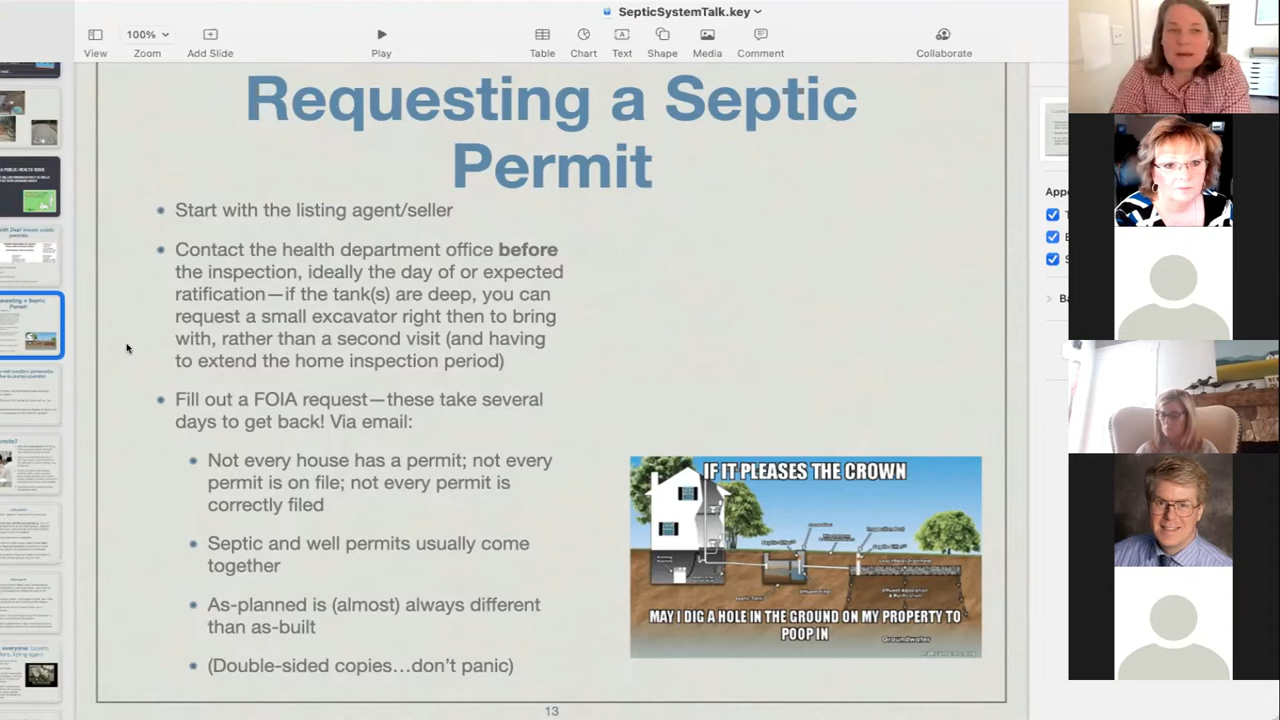 SepticSystemTalk.key
100%
View
Zoom
Add Slide
Play
Table
Chart
Text
Shape
Media
Comment
Collaborate
Requesting a Septic
Permit
• Start with the listing agent/seller
• Contact the health department office before
the inspection, ideally the day of or expected
ratification—if the tank(s) are deep, you can
request a small excavator right then to bring
with, rather than a second visit (and having
to extend the home inspection period)
• Fill out a FOIA request—these take several
days to get back! Via email:
• Not every house has a permit; not every
permit is on file; not every permit is
correctly filed
• Septic and well permits usually come
together
• As-planned is (almost) always different
than as-built
• (Double-sided copies...don't panic)
IF IT PLEASES THE CROWN
Septic Tank
Effluent Filter
Groundwater
MAY I DIG A HOLE IN THE GROUND ON MY PROPERTY TO
POOP IN
13